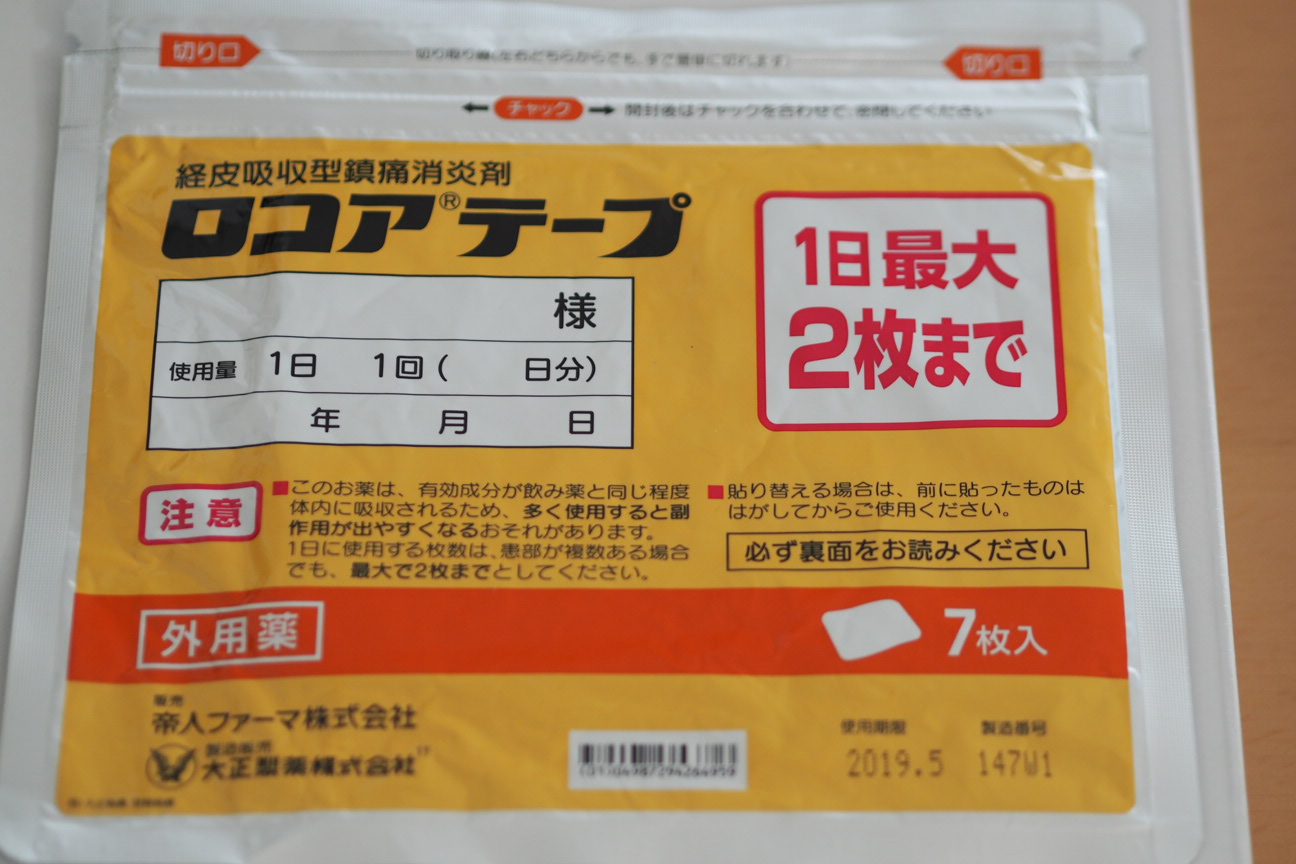 切り口
切り取り線(左右どちらからでも、手で簡単に切れます)
切り口
チャック 開封後はチャックを合わせて、密閉してください
経皮吸収型鎮痛消炎剤
ロコア®テープ
様
使用量 1日 1回( 日分)
年 月 日
1日最大
2枚まで
注意
■このお薬は、有効成分が飲み薬と同じ程度
体内に吸収されるため、多く使用すると副
作用が出やすくなるおそれがあります。
1日に使用する枚数は、患部が複数ある場合
でも、最大で2枚までとしてください。
■貼り替える場合は、前に貼ったものは
はがしてからご使用ください。
必ず裏面をお読みください
外用薬
7枚入
販売
帝人ファーマ株式会社
製造販売
大正製薬株式会社
使用期限 製造番号
2019.5 147W1